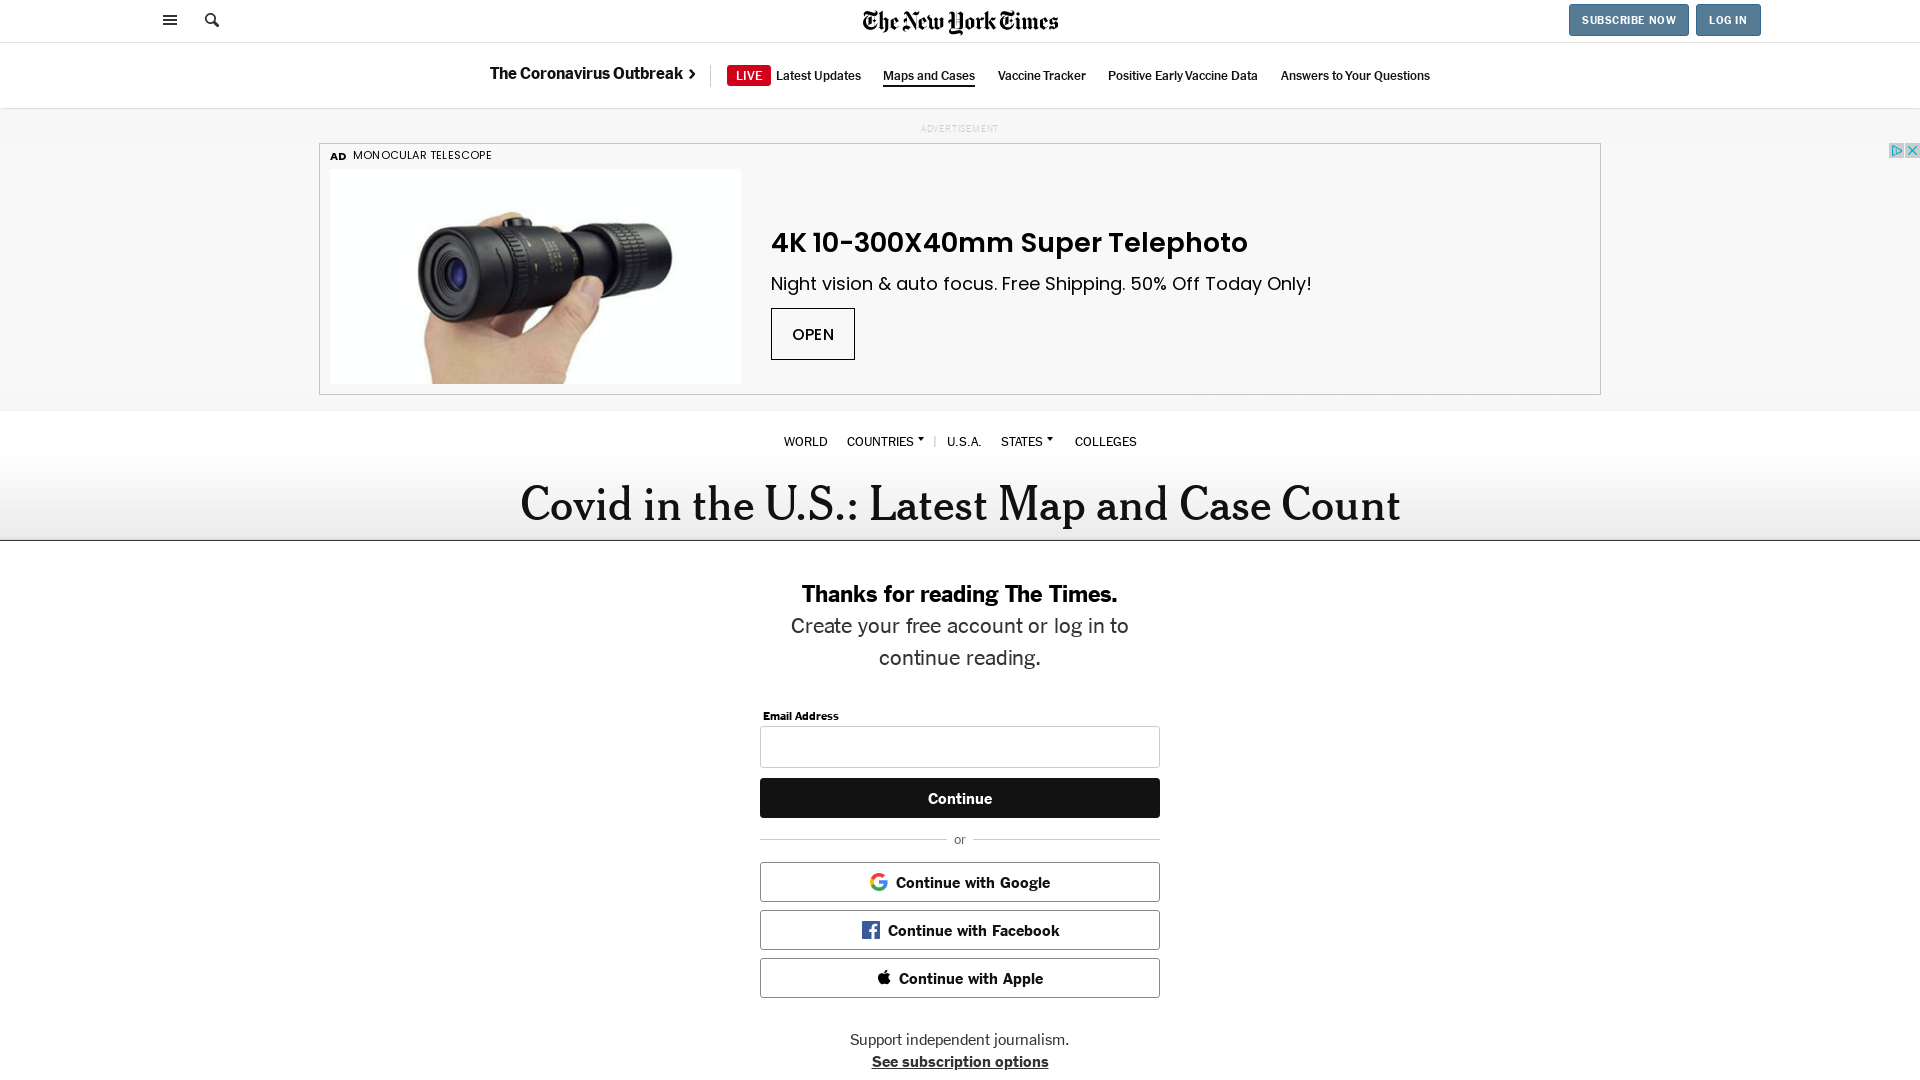 The New York Times
SUBSCRIBE NOW
LOG IN
The Coronavirus Outbreak
LIVE Latest Updates
Maps and Cases
Vaccine Tracker
Positive Early Vaccine Data
Answers to Your Questions
ADVERTISEMENT
AD MONOCULAR TELESCOPE
4K 10-300X40mm Super Telephoto
Night vision & auto focus. Free Shipping. 50% Off Today Only!
OPEN
WORLD COUNTRIES | U.S.A. STATES COLLEGES
Covid in the U.S.: Latest Map and Case Count
Thanks for reading The Times.
Create your free account or log in to
continue reading.
Email Address
Continue
or
Continue with Google
Continue with Facebook
Continue with Apple
Support independent journalism.
See subscription options